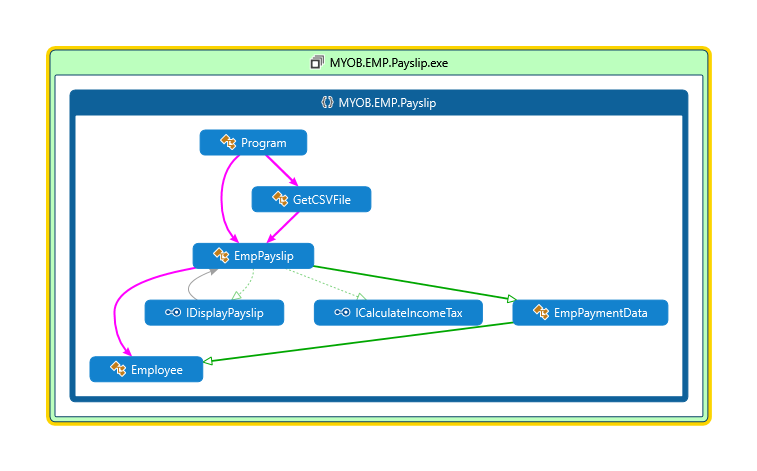 MYOB.EMP.Payslip.exe
MYOB.EMP.Payslip
Program
GetCSVFile
EmpPayslip
IDisplayPayslip
ICalculateIncomeTax
EmpPaymentData
Employee